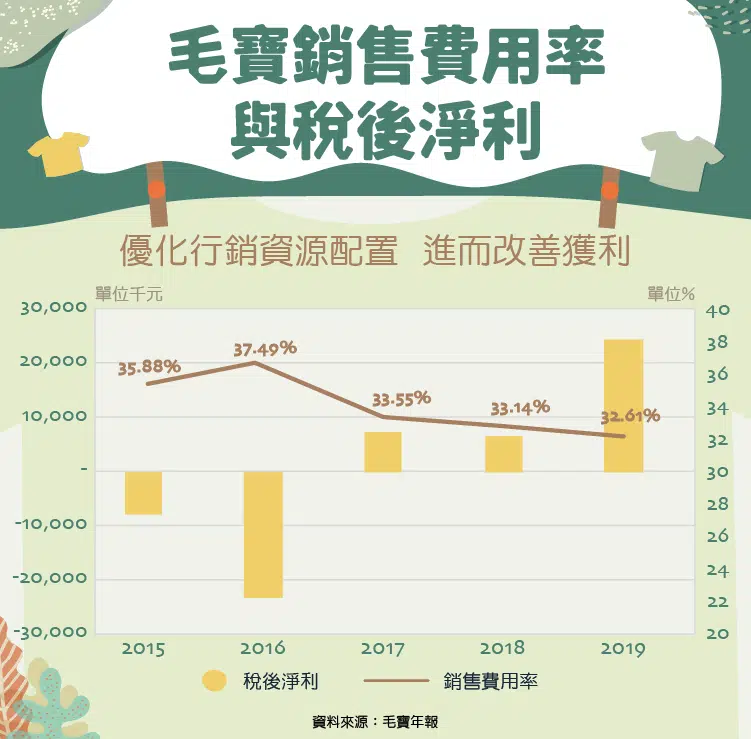 毛寶銷售費用率
與稅後淨利
優化行銷資源配置 進而改善獲利
單位千元 單位%
30,000 40
38
20,000 36
10,000 34
32
- 30
28
-10,000 26
-20,000 24
22
-30,000 20
35.88% 37.49% 33.55% 33.14% 32.61%
2015 2016 2017 2018 2019
稅後淨利 銷售費用率
資料來源：毛寶年報